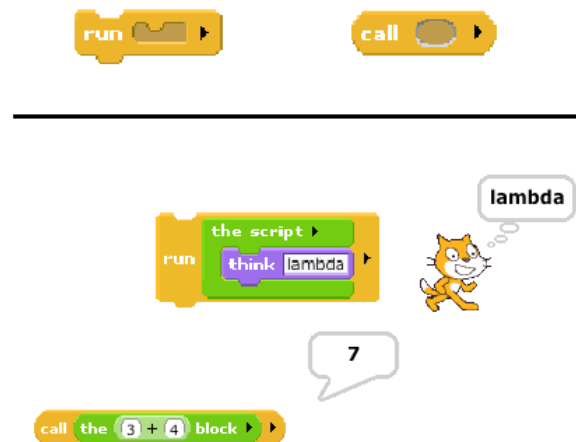 run call
lambda
the script
run think lambda
7
call the 3 + 4 block